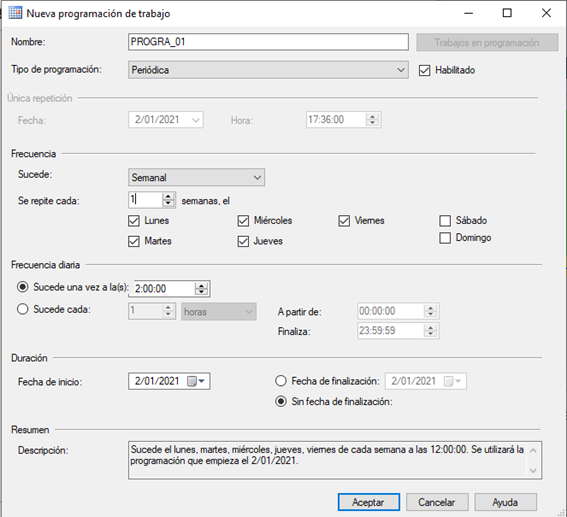 Nueva programación de trabajo
Nombre: PROGRA_01 Trabajos en programación
Tipo de programación: Periódica Habilitado
Única repetición
Fecha: 2/01/2021 Hora: 17:36:00
Frecuencia
Sucede: Semanal
Se repite cada: 1 semanas, el
Lunes Miércoles Viernes Sábado
Martes Jueves Domingo
Frecuencia diaria
Sucede una vez a la(s): 2:00:00
Sucede cada: 1 horas A partir de: 00:00:00
Finaliza: 23:59:59
Duración
Fecha de inicio: 2/01/2021 Fecha de finalización: 2/01/2021
Sin fecha de finalización:
Resumen
Descripción: Sucede el lunes, martes, miércoles, jueves, viernes de cada semana a las 12:00:00. Se utilizará la
programación que empieza el 2/01/2021.
Aceptar Cancelar Ayuda